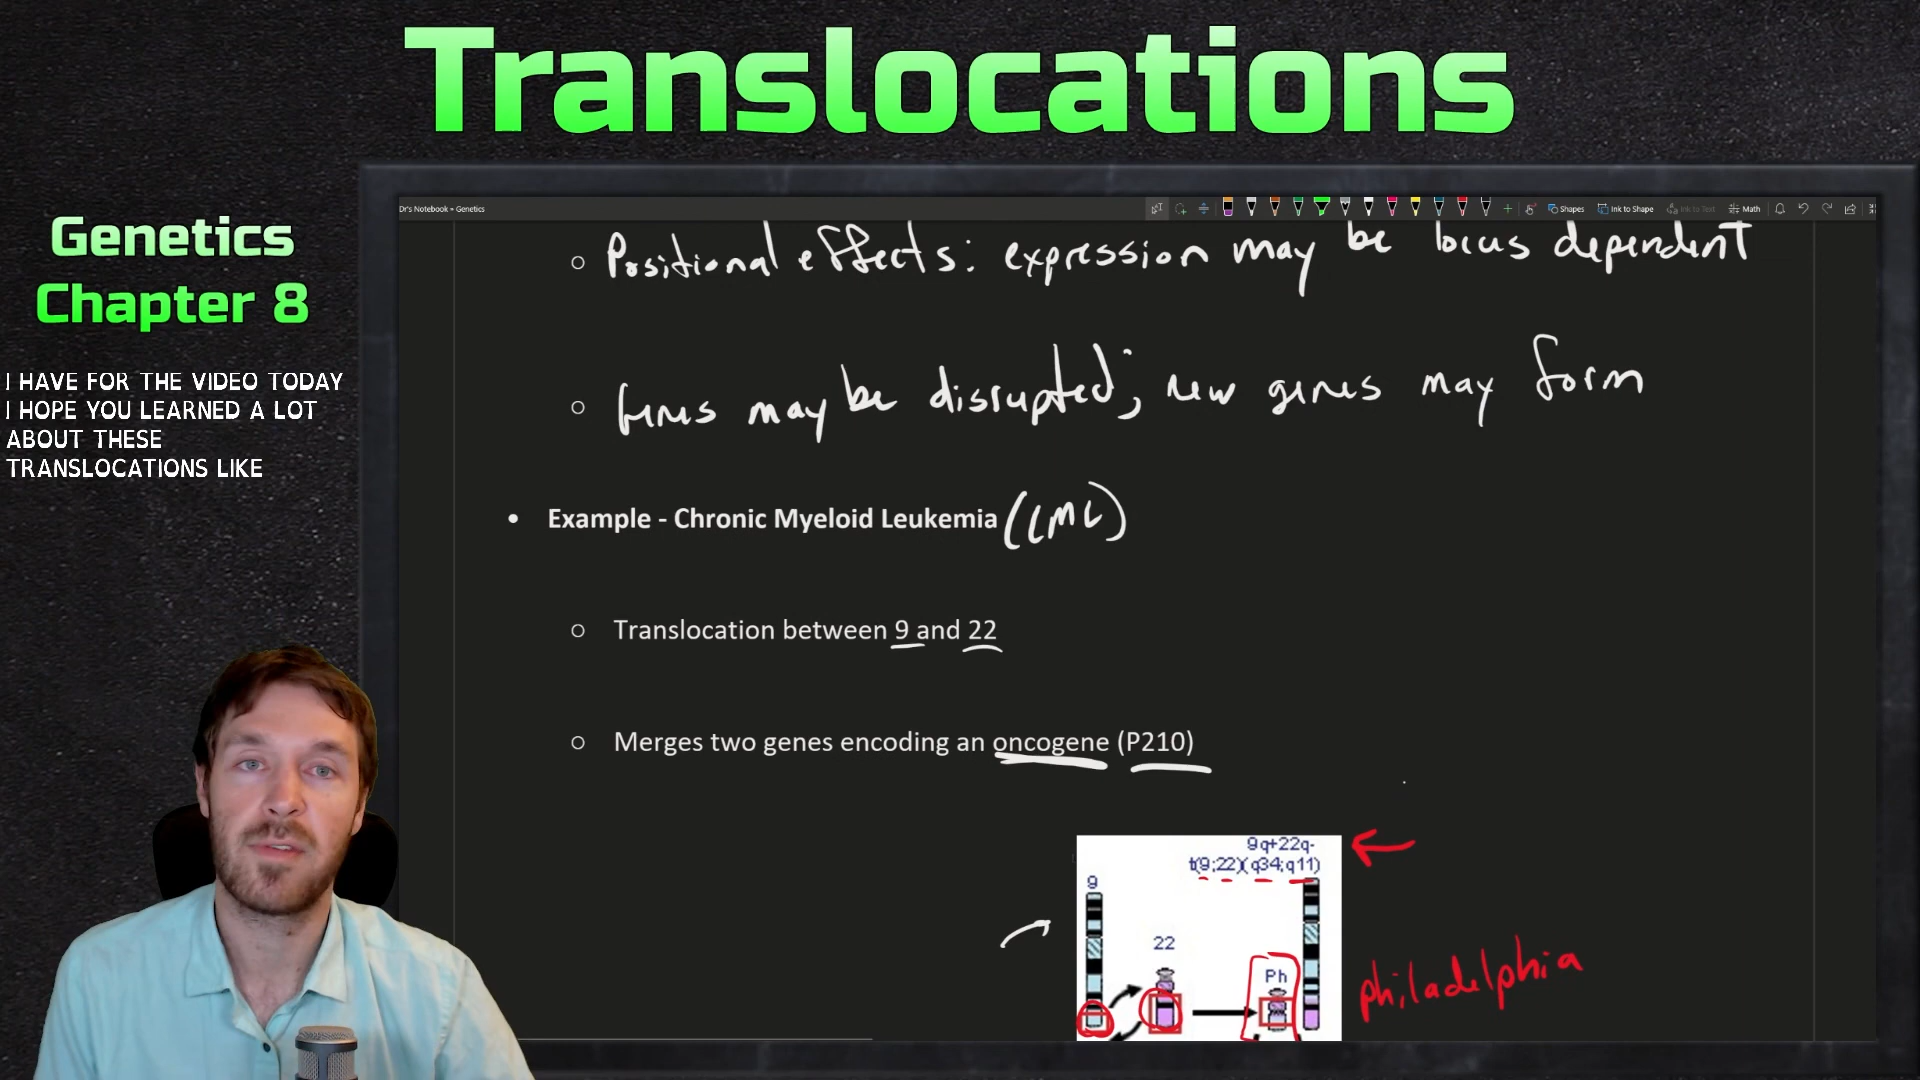 Translocations
Genetics
Chapter 8
I HAVE FOR THE VIDEO TODAY
I HOPE YOU LEARNED A LOT
ABOUT THESE
TRANSLOCATIONS LIKE
Dr's Notebook » Genetics
Shapes Ink to Shape Ink to Text Math
Positional effects: expression may be locus dependent
Genes may be disrupted; new genes may form
Example - Chronic Myeloid Leukemia (CML)
Translocation between 9 and 22
Merges two genes encoding an oncogene (P210)
9q+22q-
t(9;22)(q34;q11)
9
22
Ph
philadelphia